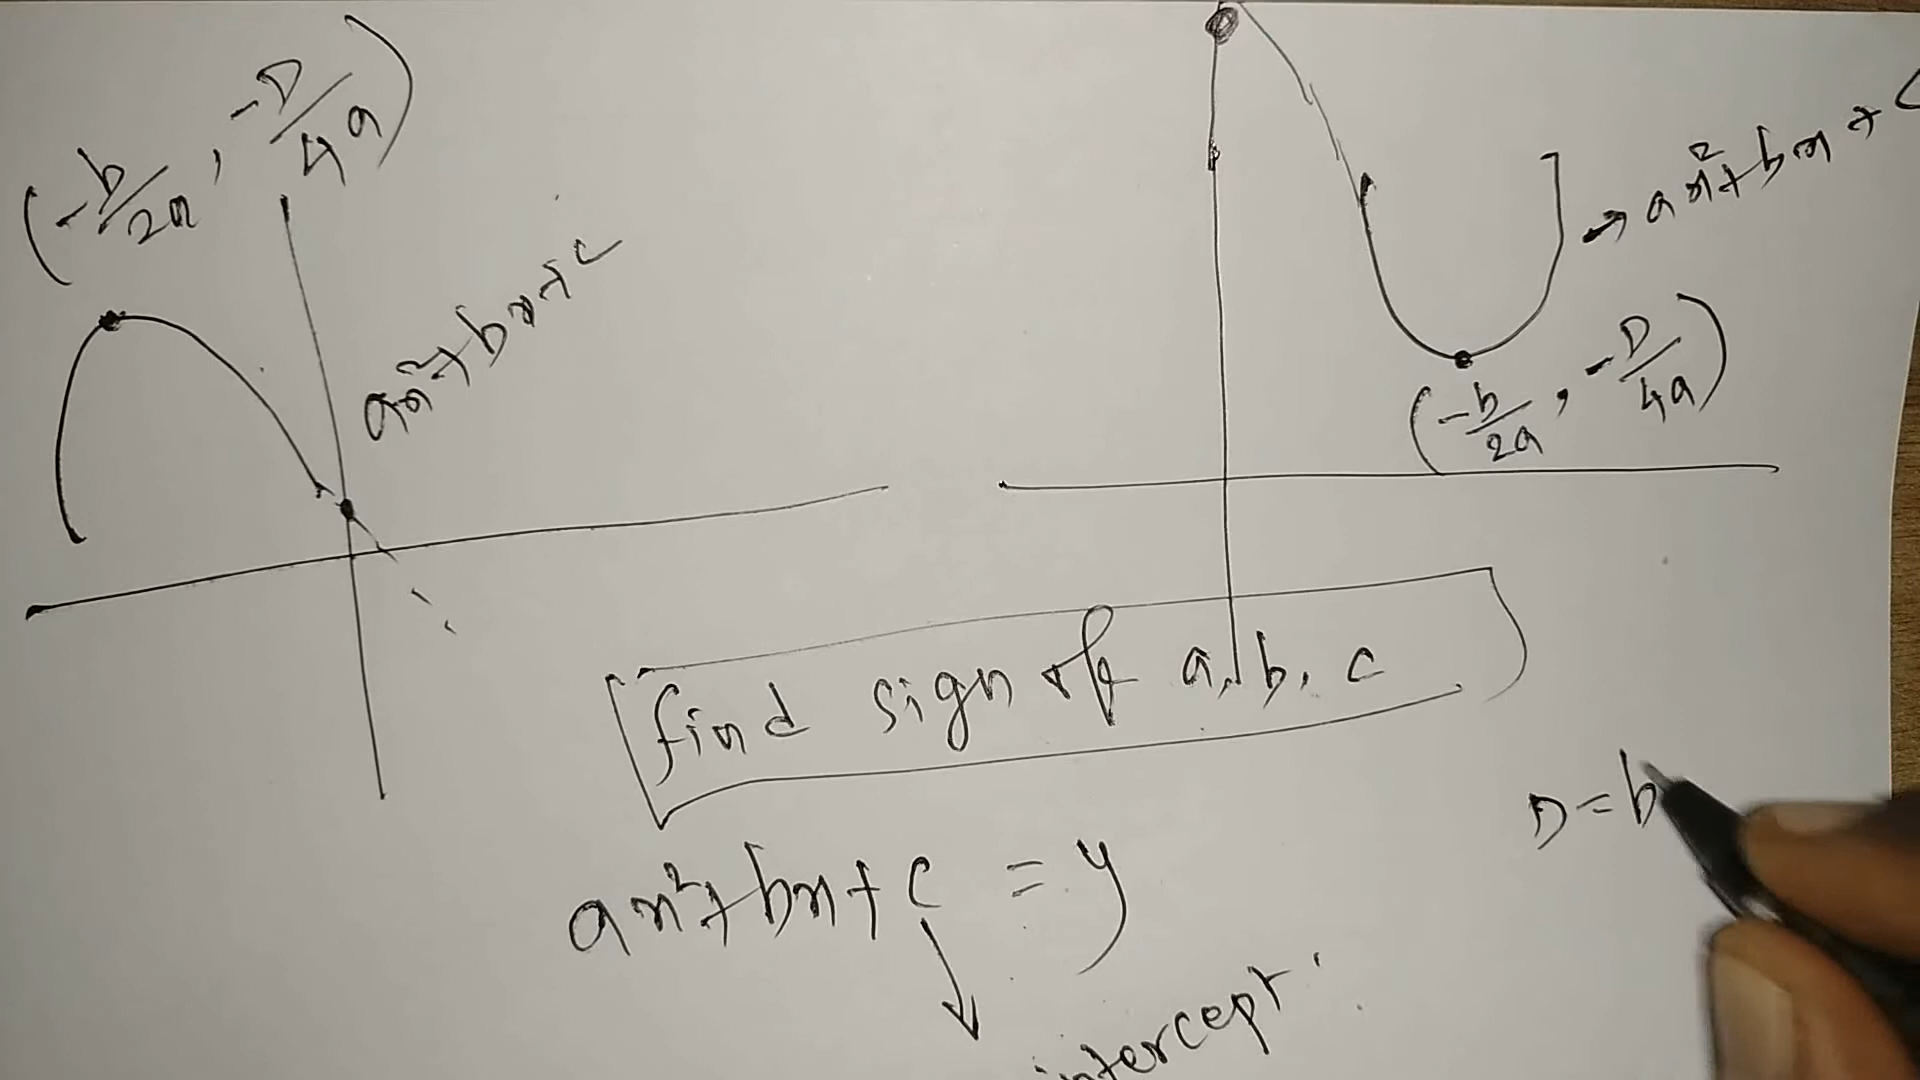 (-b/2a, -D/4a)
ax²+bx+c
ax²+bx+c
(-b/2a, -D/4a)
find sign of a, b, c
D=b
ax²+bx+c = y
intercept